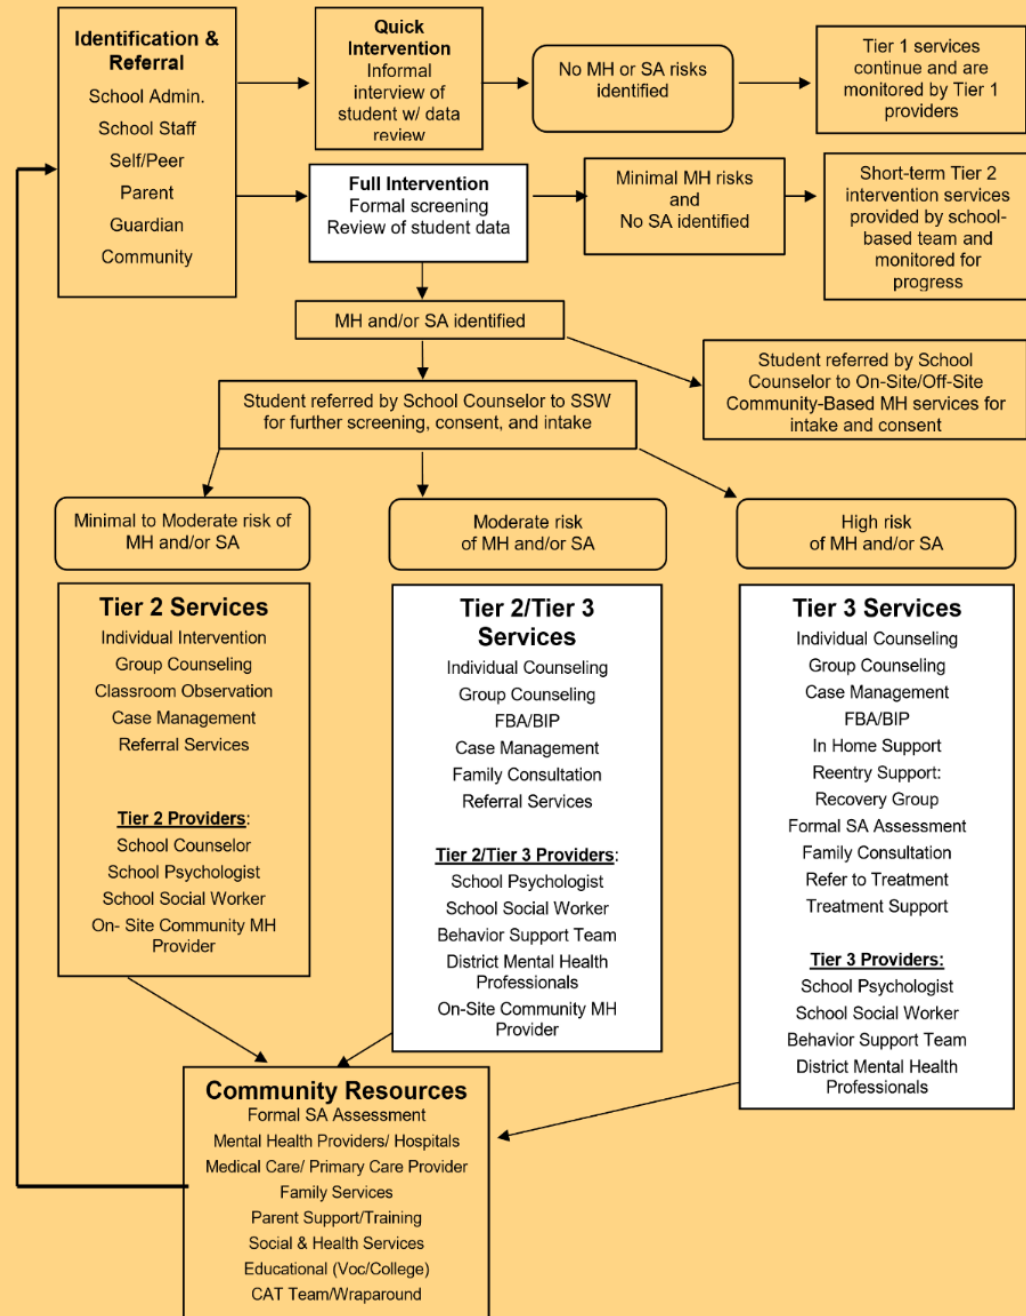 Identification &
Referral
School Admin.
School Staff
Self/Peer
Parent
Guardian
Community
Quick
Intervention
Informal
interview of
student w/ data
review
No MH or SA risks
identified
Tier 1 services
continue and are
monitored by Tier 1
providers
Full Intervention
Formal screening
Review of student data
Minimal MH risks
and
No SA identified
Short-term Tier 2
intervention services
provided by school-
based team and
monitored for
progress
MH and/or SA identified
Student referred by School
Counselor to On-Site/Off-Site
Community-Based MH services for
intake and consent
Student referred by School Counselor to SSW
for further screening, consent, and intake
Minimal to Moderate risk of
MH and/or SA
Moderate risk
of MH and/or SA
High risk
of MH and/or SA
Tier 2 Services
Individual Intervention
Group Counseling
Classroom Observation
Case Management
Referral Services
Tier 2 Providers:
School Counselor
School Psychologist
School Social Worker
On- Site Community MH
Provider
Tier 2/Tier 3
Services
Individual Counseling
Group Counseling
FBA/BIP
Case Management
Family Consultation
Referral Services
Tier 2/Tier 3 Providers:
School Psychologist
School Social Worker
Behavior Support Team
District Mental Health
Professionals
On-Site Community MH
Provider
Tier 3 Services
Individual Counseling
Group Counseling
Case Management
FBA/BIP
In Home Support
Reentry Support:
Recovery Group
Formal SA Assessment
Family Consultation
Refer to Treatment
Treatment Support
Tier 3 Providers:
School Psychologist
School Social Worker
Behavior Support Team
District Mental Health
Professionals
Community Resources
Formal SA Assessment
Mental Health Providers/ Hospitals
Medical Care/ Primary Care Provider
Family Services
Parent Support/Training
Social & Health Services
Educational (Voc/College)
CAT Team/Wraparound